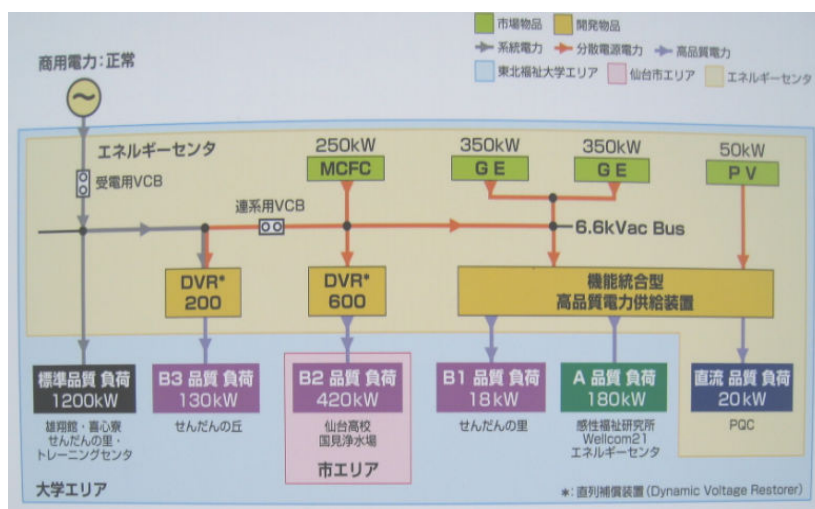 市場物品 開発物品
系統電力 分散電源電力 高品質電力
東北福祉大学エリア 仙台市エリア エネルギーセンタ
商用電力:正常
〜
エネルギーセンタ
受電用VCB
連系用VCB
250kW
MCFC
350kW
GE
350kW
GE
50kW
PV
6.6kVac Bus
DVR*
200
DVR*
600
機能統合型
高品質電力供給装置
標準品質 負荷
1200kW
雄翔館・喜心寮
せんだんの里・
トレーニングセンタ
B3 品質 負荷
130kW
せんだんの丘
B2 品質 負荷
420kW
仙台高校
国見浄水場
市エリア
B1 品質 負荷
18kW
せんだんの里
A 品質 負荷
180kW
感性福祉研究所
Wellcom21
エネルギーセンタ
直流 品質 負荷
20kW
PQC
大学エリア
*:直列補償装置(Dynamic Voltage Restorer)